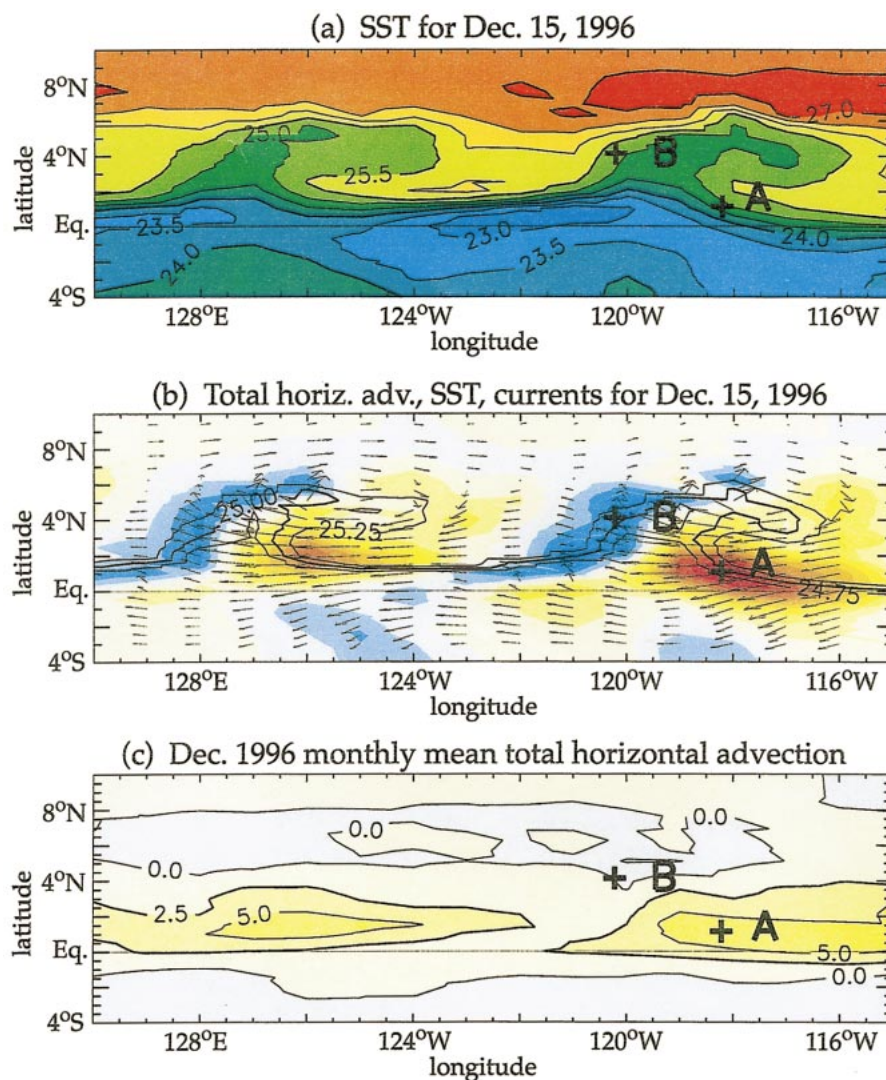 (a) SST for Dec. 15, 1996
8°N
4°N
Eq.
4°S
latitude
25.0
25.5
27.0
23.5
24.0
23.0
23.5
24.0
+ B
+ A
128°E 124°W 120°W 116°W
longitude
(b) Total horiz. adv., SST, currents for Dec. 15, 1996
8°N
4°N
Eq.
4°S
latitude
25.00
25.25
24.75
+ B
+ A
128°E 124°W 120°W 116°W
longitude
(c) Dec. 1996 monthly mean total horizontal advection
8°N
4°N
Eq.
4°S
latitude
0.0
0.0
0.0
2.5
5.0
5.0
0.0
+ B
+ A
128°E 124°W 120°W 116°W
longitude